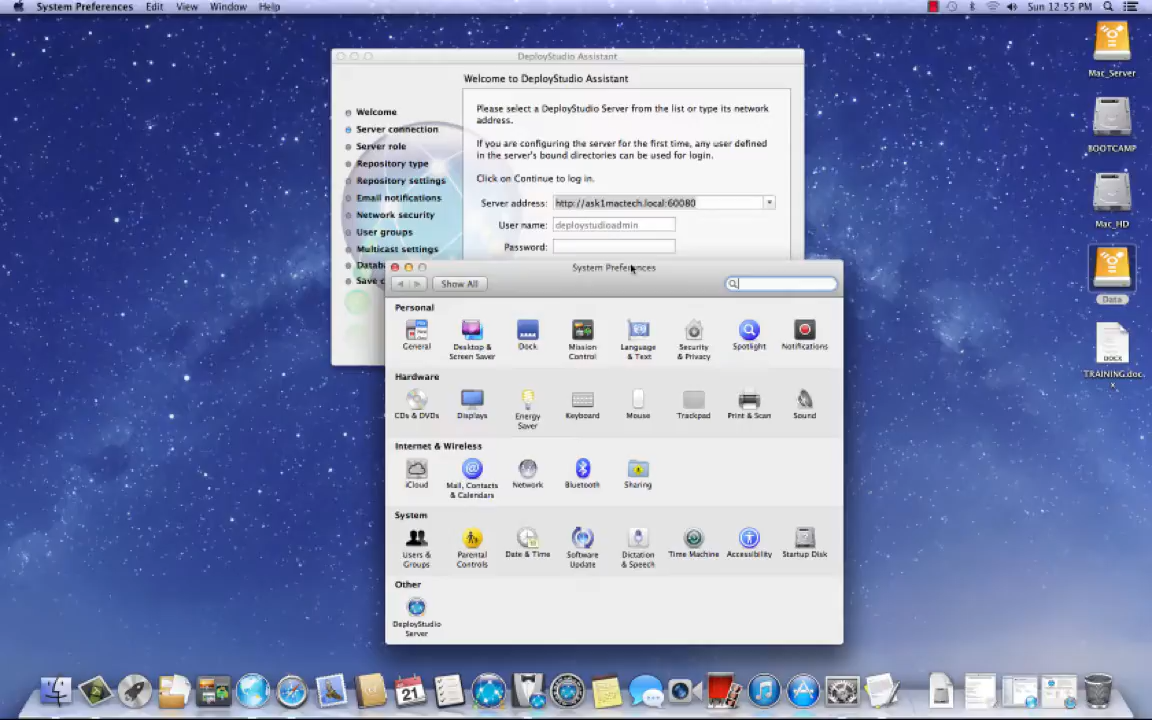 System Preferences Edit View Window Help
Sun 12:55 PM
DeployStudio Assistant
Welcome to DeployStudio Assistant
Welcome
Server connection
Server role
Repository type
Repository settings
Email notifications
Network security
User groups
Multicast settings
Datab
Save c
Please select a DeployStudio Server from the list or type its network
address.
If you are configuring the server for the first time, any user defined
in the server's bound directories can be used for login.
Click on Continue to log in.
Server address: http://ask1mactech.local:60080
User name: deploystudioadmin
Password:
System Preferences
Show All
Personal
General
Desktop &
Screen Saver
Dock
Mission
Control
Language
& Text
Security
& Privacy
Spotlight
Notifications
Hardware
CDs & DVDs
Displays
Energy
Saver
Keyboard
Mouse
Trackpad
Print & Scan
Sound
Internet & Wireless
iCloud
Mail, Contacts
& Calendars
Network
Bluetooth
Sharing
System
Users &
Groups
Parental
Controls
Date & Time
Software
Update
Dictation
& Speech
Time Machine
Accessibility
Startup Disk
Other
DeployStudio
Server
Mac_Server
BOOTCAMP
Mac_HD
Data
DOCX
TRAINING.doc.
x
21